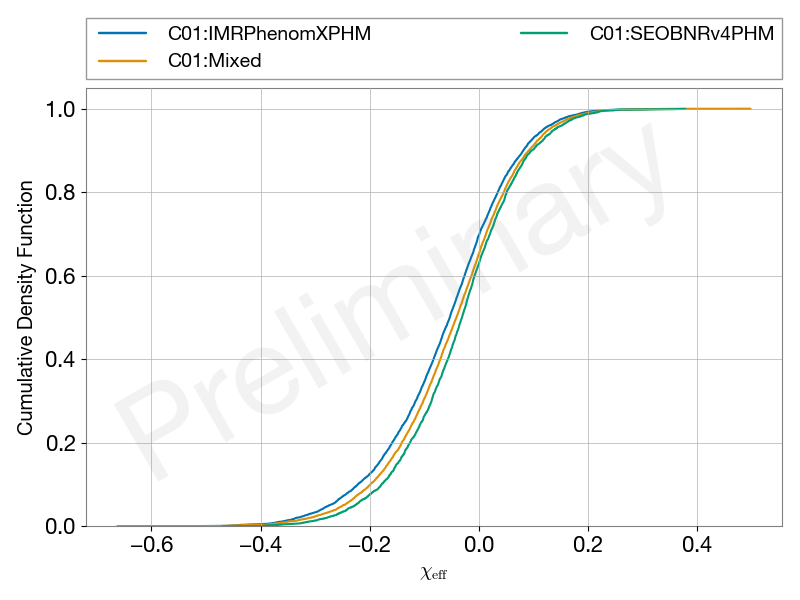 C01:IMRPhenomXPHM
C01:Mixed
C01:SEOBNRv4PHM
Cumulative Density Function
1.0
0.8
0.6
0.4
0.2
0.0
Preliminary
−0.6 −0.4 −0.2 0.0 0.2 0.4
χeff